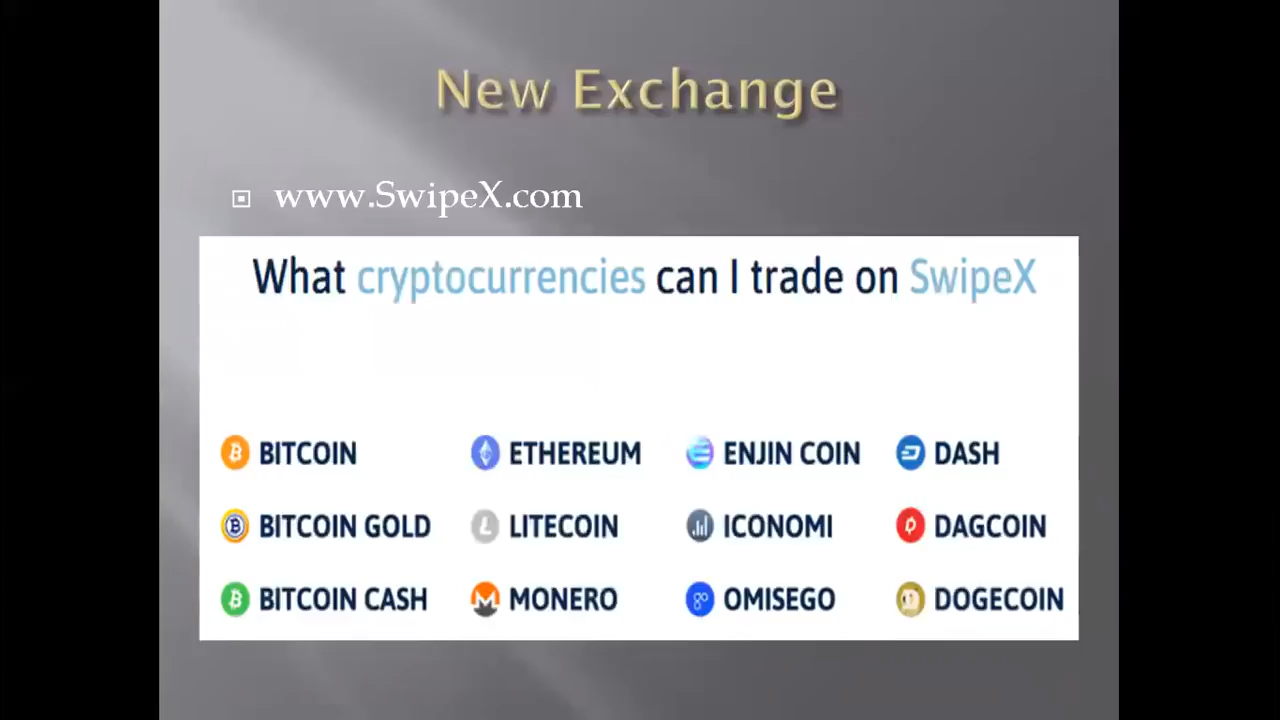 New Exchange
www.SwipeX.com
What cryptocurrencies can I trade on SwipeX
BITCOIN ETHEREUM ENJIN COIN DASH
BITCOIN GOLD LITECOIN ICONOMI DAGCOIN
BITCOIN CASH MONERO OMISEGO DOGECOIN